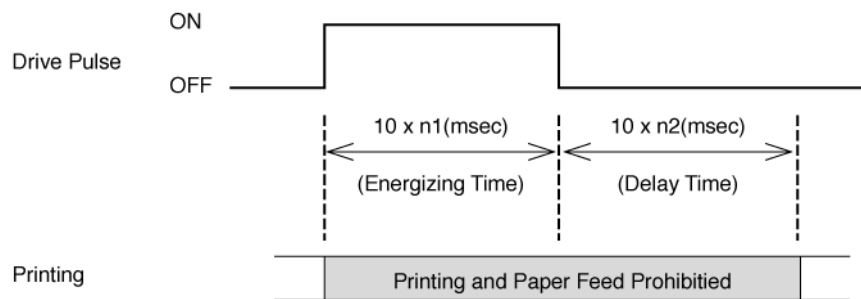 ON
Drive Pulse
OFF
10 x n1(msec) 10 x n2(msec)
(Energizing Time) (Delay Time)
Printing Printing and Paper Feed Prohibitied